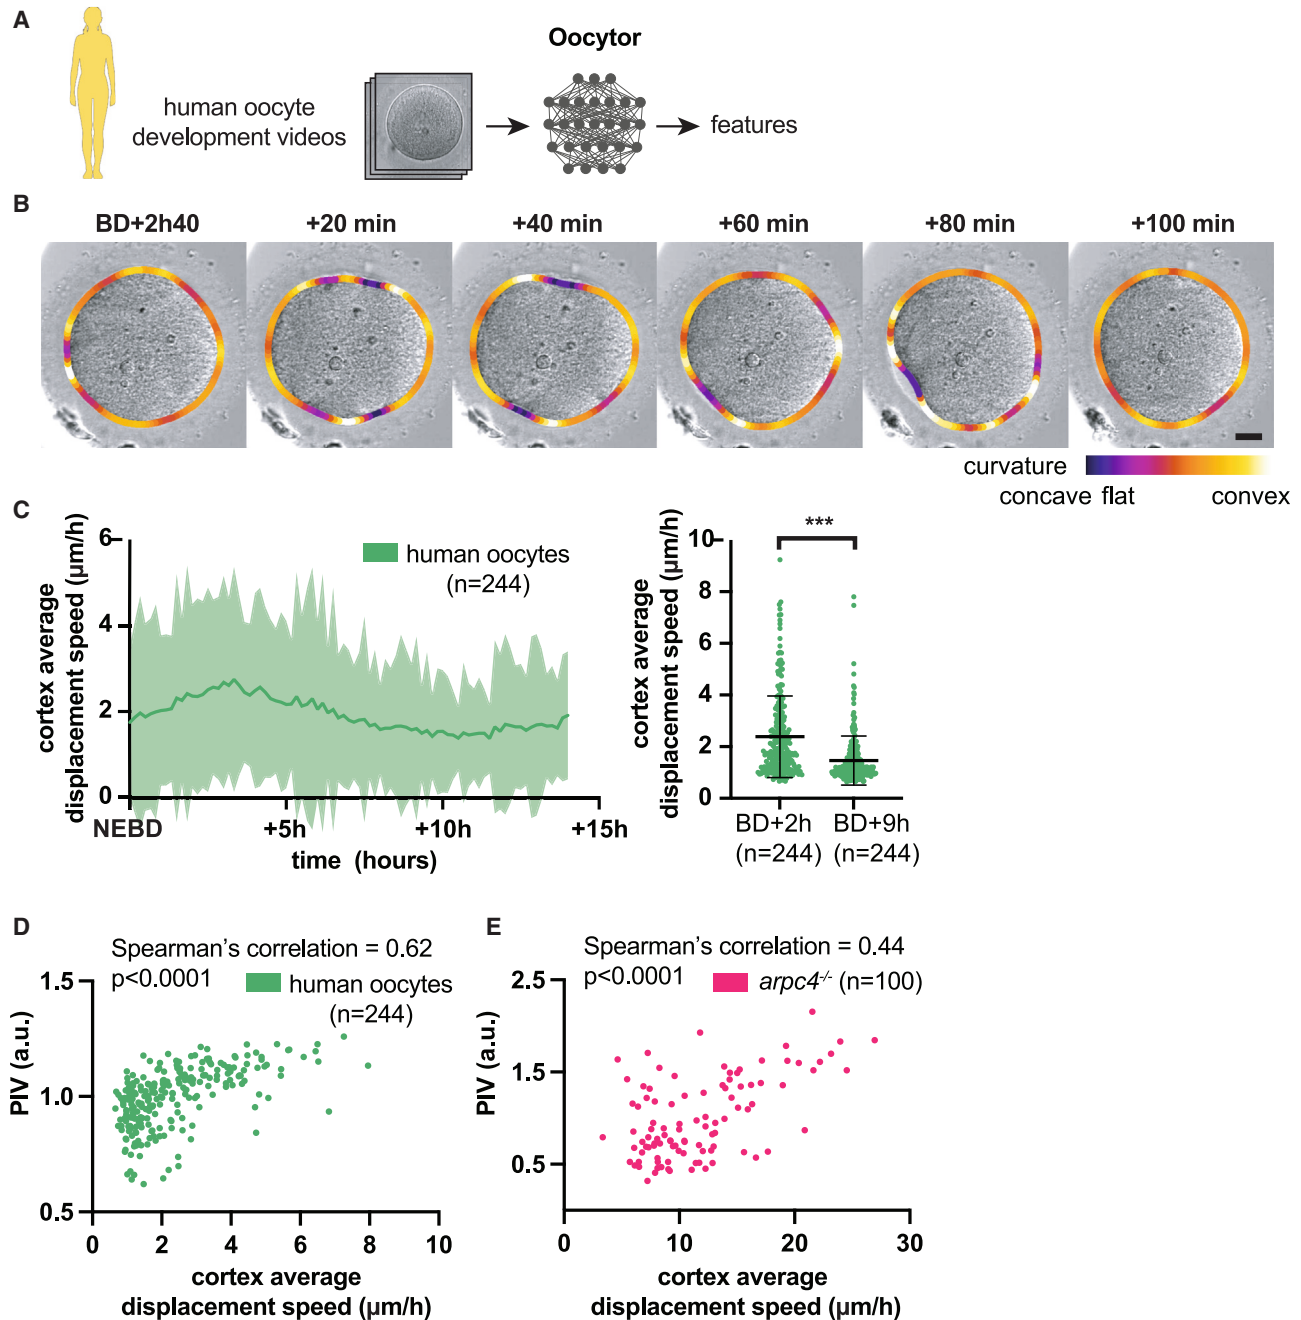 A
Oocytor
human oocyte
development videos
features
B
BD+2h40 +20 min +40 min +60 min +80 min +100 min
curvature
concave flat convex
C
cortex average
displacement speed (µm/h)
6
4
2
0
human oocytes
(n=244)
NEBD +5h +10h +15h
time (hours)
cortex average
displacement speed (µm/h)
10
8
6
4
2
0
***
BD+2h BD+9h
(n=244) (n=244)
D
Spearman's correlation = 0.62
p<0.0001
human oocytes
(n=244)
PIV (a.u.)
1.5
1.0
0.5
0 2 4 6 8 10
cortex average
displacement speed (µm/h)
E
Spearman's correlation = 0.44
p<0.0001
arpc4-/- (n=100)
PIV (a.u.)
2.5
1.5
0.5
0 10 20 30
cortex average
displacement speed (µm/h)